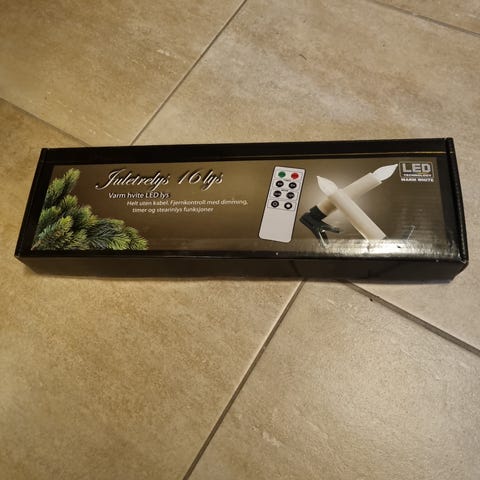 Juletrelys 16 lys
Varm hvite LED lys
Helt uten kabel. Fjernkontroll med dimming,
timer og stearinlys funksjoner
LED
TECHNOLOGY
WARM WHITE